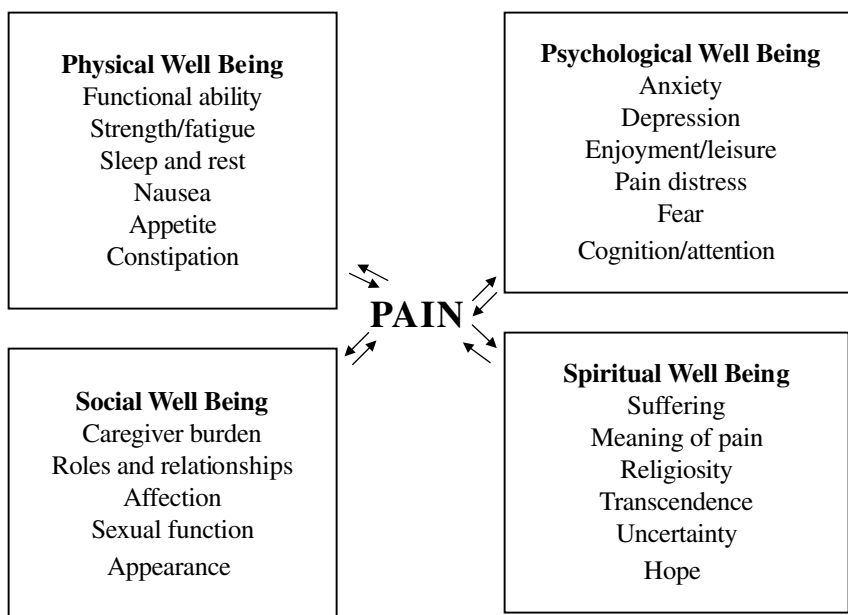 Physical Well Being
Functional ability
Strength/fatigue
Sleep and rest
Nausea
Appetite
Constipation
Psychological Well Being
Anxiety
Depression
Enjoyment/leisure
Pain distress
Fear
Cognition/attention
PAIN
Social Well Being
Caregiver burden
Roles and relationships
Affection
Sexual function
Appearance
Spiritual Well Being
Suffering
Meaning of pain
Religiosity
Transcendence
Uncertainty
Hope